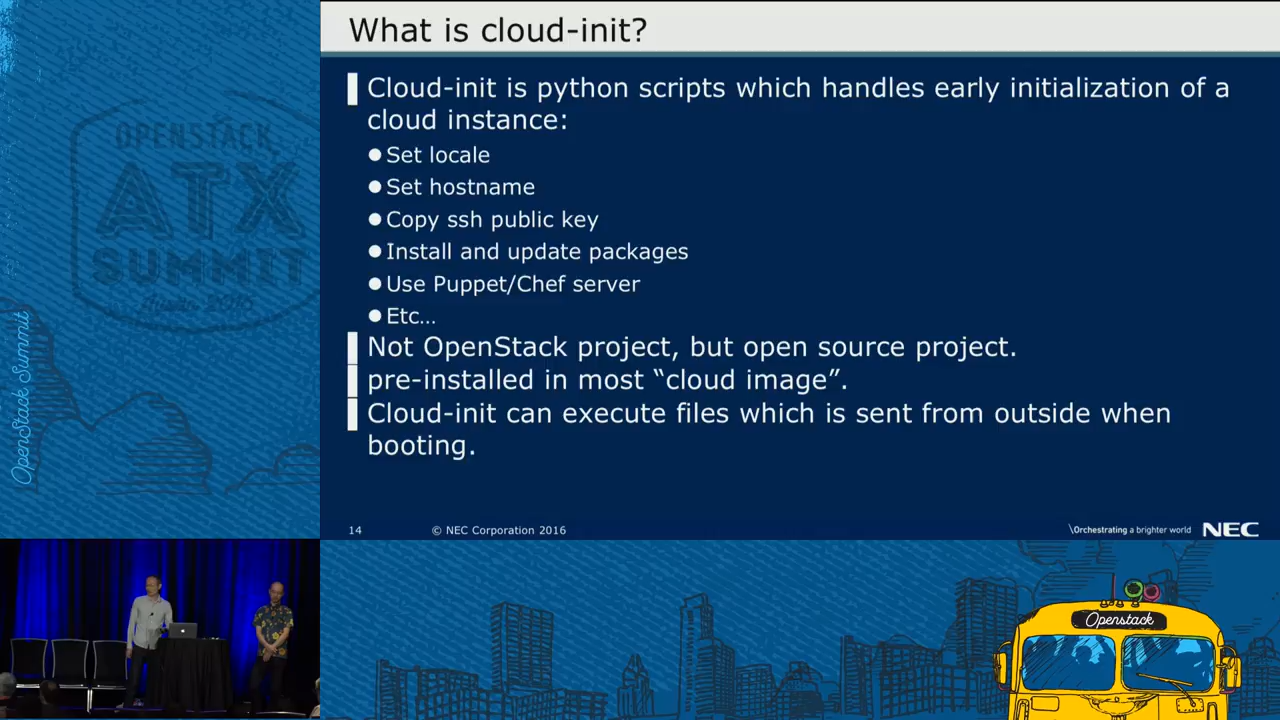 What is cloud-init?
Cloud-init is python scripts which handles early initialization of a
cloud instance:
Set locale
Set hostname
Copy ssh public key
Install and update packages
Use Puppet/Chef server
Etc...
Not OpenStack project, but open source project.
pre-installed in most “cloud image”.
Cloud-init can execute files which is sent from outside when
booting.
14
© NEC Corporation 2016
\Orchestrating a brighter world
NEC
OPENSTACK
ATX
SUMMIT
OpenStack Summit
Openstack